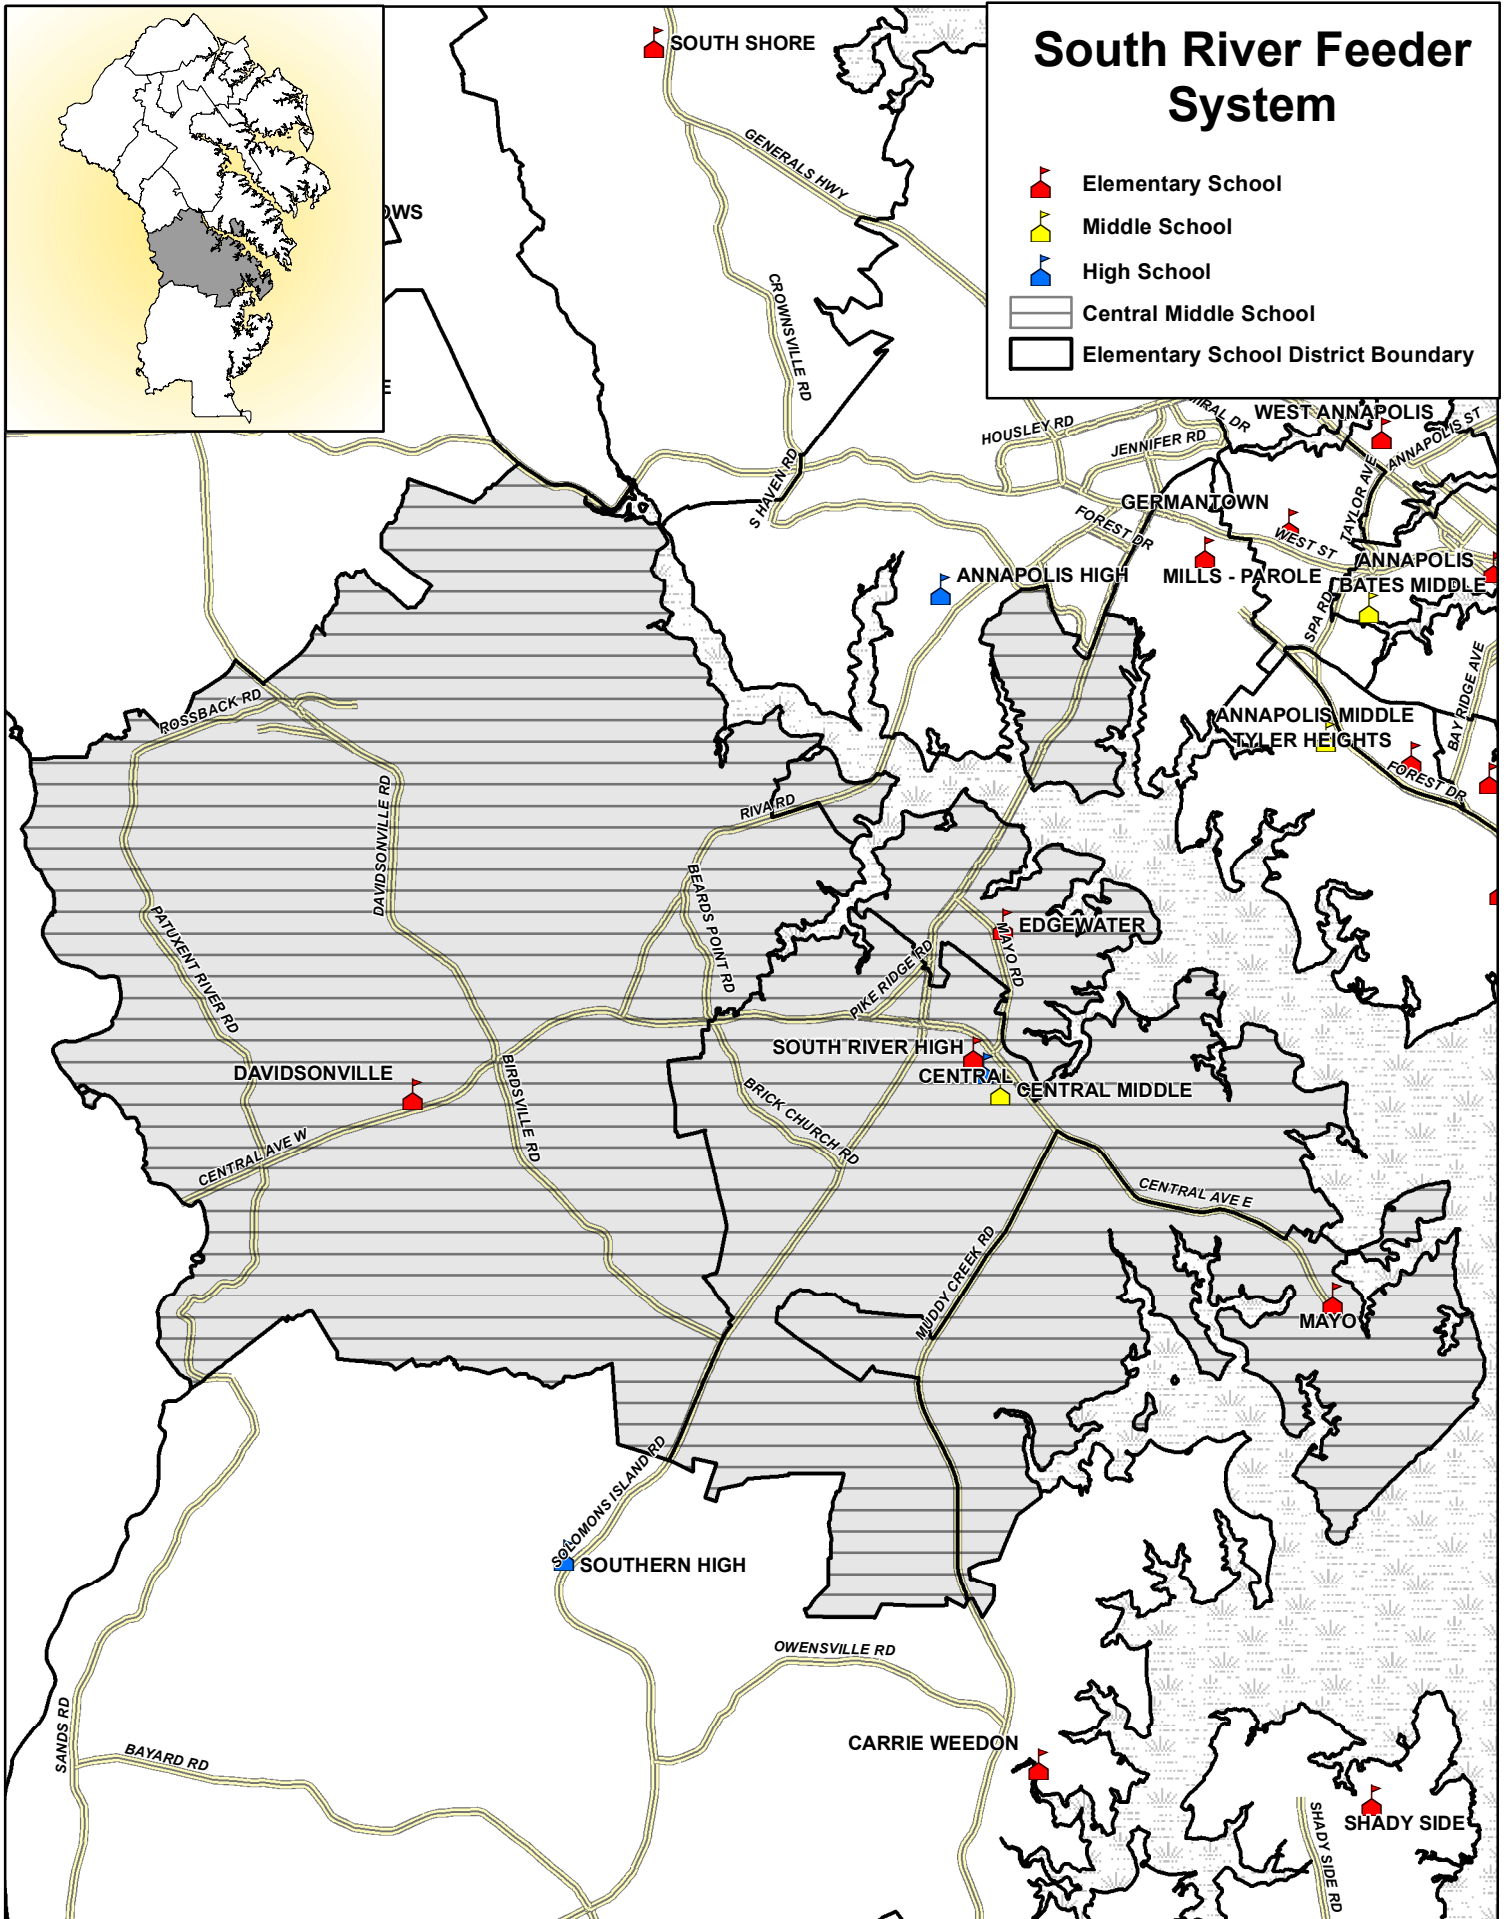 South River Feeder
System
Elementary School
Middle School
High School
Central Middle School
Elementary School District Boundary
SOUTH SHORE
GENERALS HWY
OWS
CROWNSVILLE RD
E
HOUSLEY RD
MIRAL DR
WEST ANNAPOLIS
ANNAPOLIS ST
JENNIFER RD
S HAVEN RD
GERMANTOWN
TAYLOR AVE
FOREST DR
WEST ST
ANNAPOLIS HIGH
MILLS - PAROLE
ANNAPOLIS
BATES MIDDLE
SPA RD
ROSSBACK RD
ANNAPOLIS MIDDLE
TYLER HEIGHTS
BAY RIDGE AVE
FOREST DR
DAVIDSONVILLE RD
RIVA RD
BEARDS POINT RD
PATUXENT RIVER RD
EDGEWATER
MAYO RD
PIKE RIDGE RD
SOUTH RIVER HIGH
CENTRAL
CENTRAL MIDDLE
DAVIDSONVILLE
BIRDSVILLE RD
BRICK CHURCH RD
CENTRAL AVE W
CENTRAL AVE E
MUDDY CREEK RD
MAYO
SOLOMONS ISLAND RD
SOUTHERN HIGH
OWENSVILLE RD
SANDS RD
BAYARD RD
CARRIE WEEDON
SHADY SIDE
SHADY SIDE RD